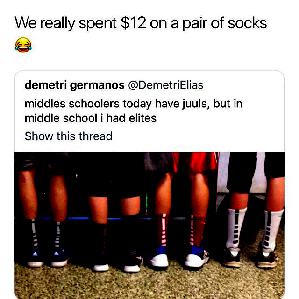 We really spent $12 on a pair of socks
😂
demetri germanos @DemetriElias
middles schoolers today have juuls, but in
middle school i had elites
Show this thread